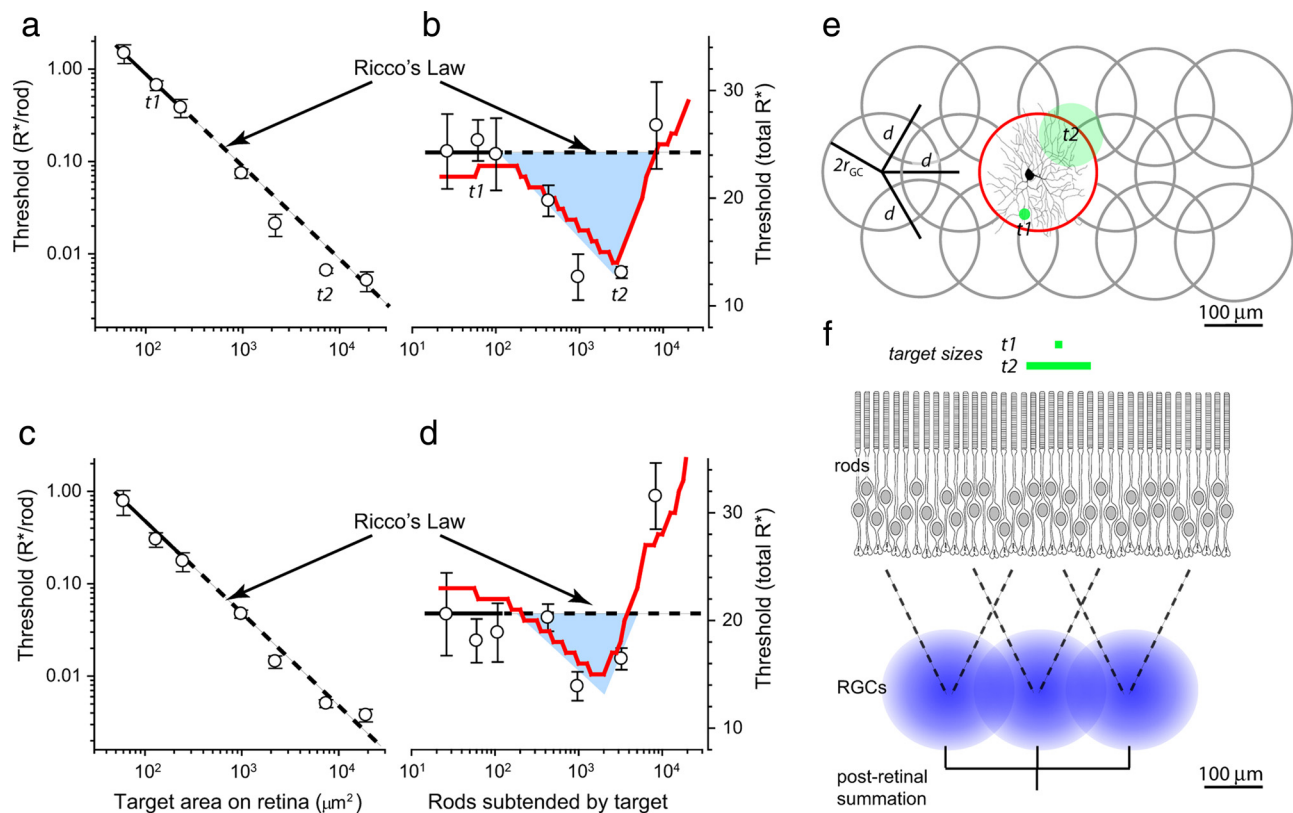 a
b
e
Threshold (R*/rod)
1.00
0.10
0.01
t1
t2
10² 10³ 10⁴
Ricco's Law
t1
t2
10¹ 10² 10³ 10⁴
30
20
10
Threshold (total R*)
d
2rGC
d
d
t2
t1
100 µm
c
d
f
Threshold (R*/rod)
1.00
0.10
0.01
10² 10³ 10⁴
Target area on retina (µm²)
Ricco's Law
10¹ 10² 10³ 10⁴
Rods subtended by target
30
20
10
Threshold (total R*)
target sizes
t1
t2
rods
RGCs
post-retinal
summation
100 µm